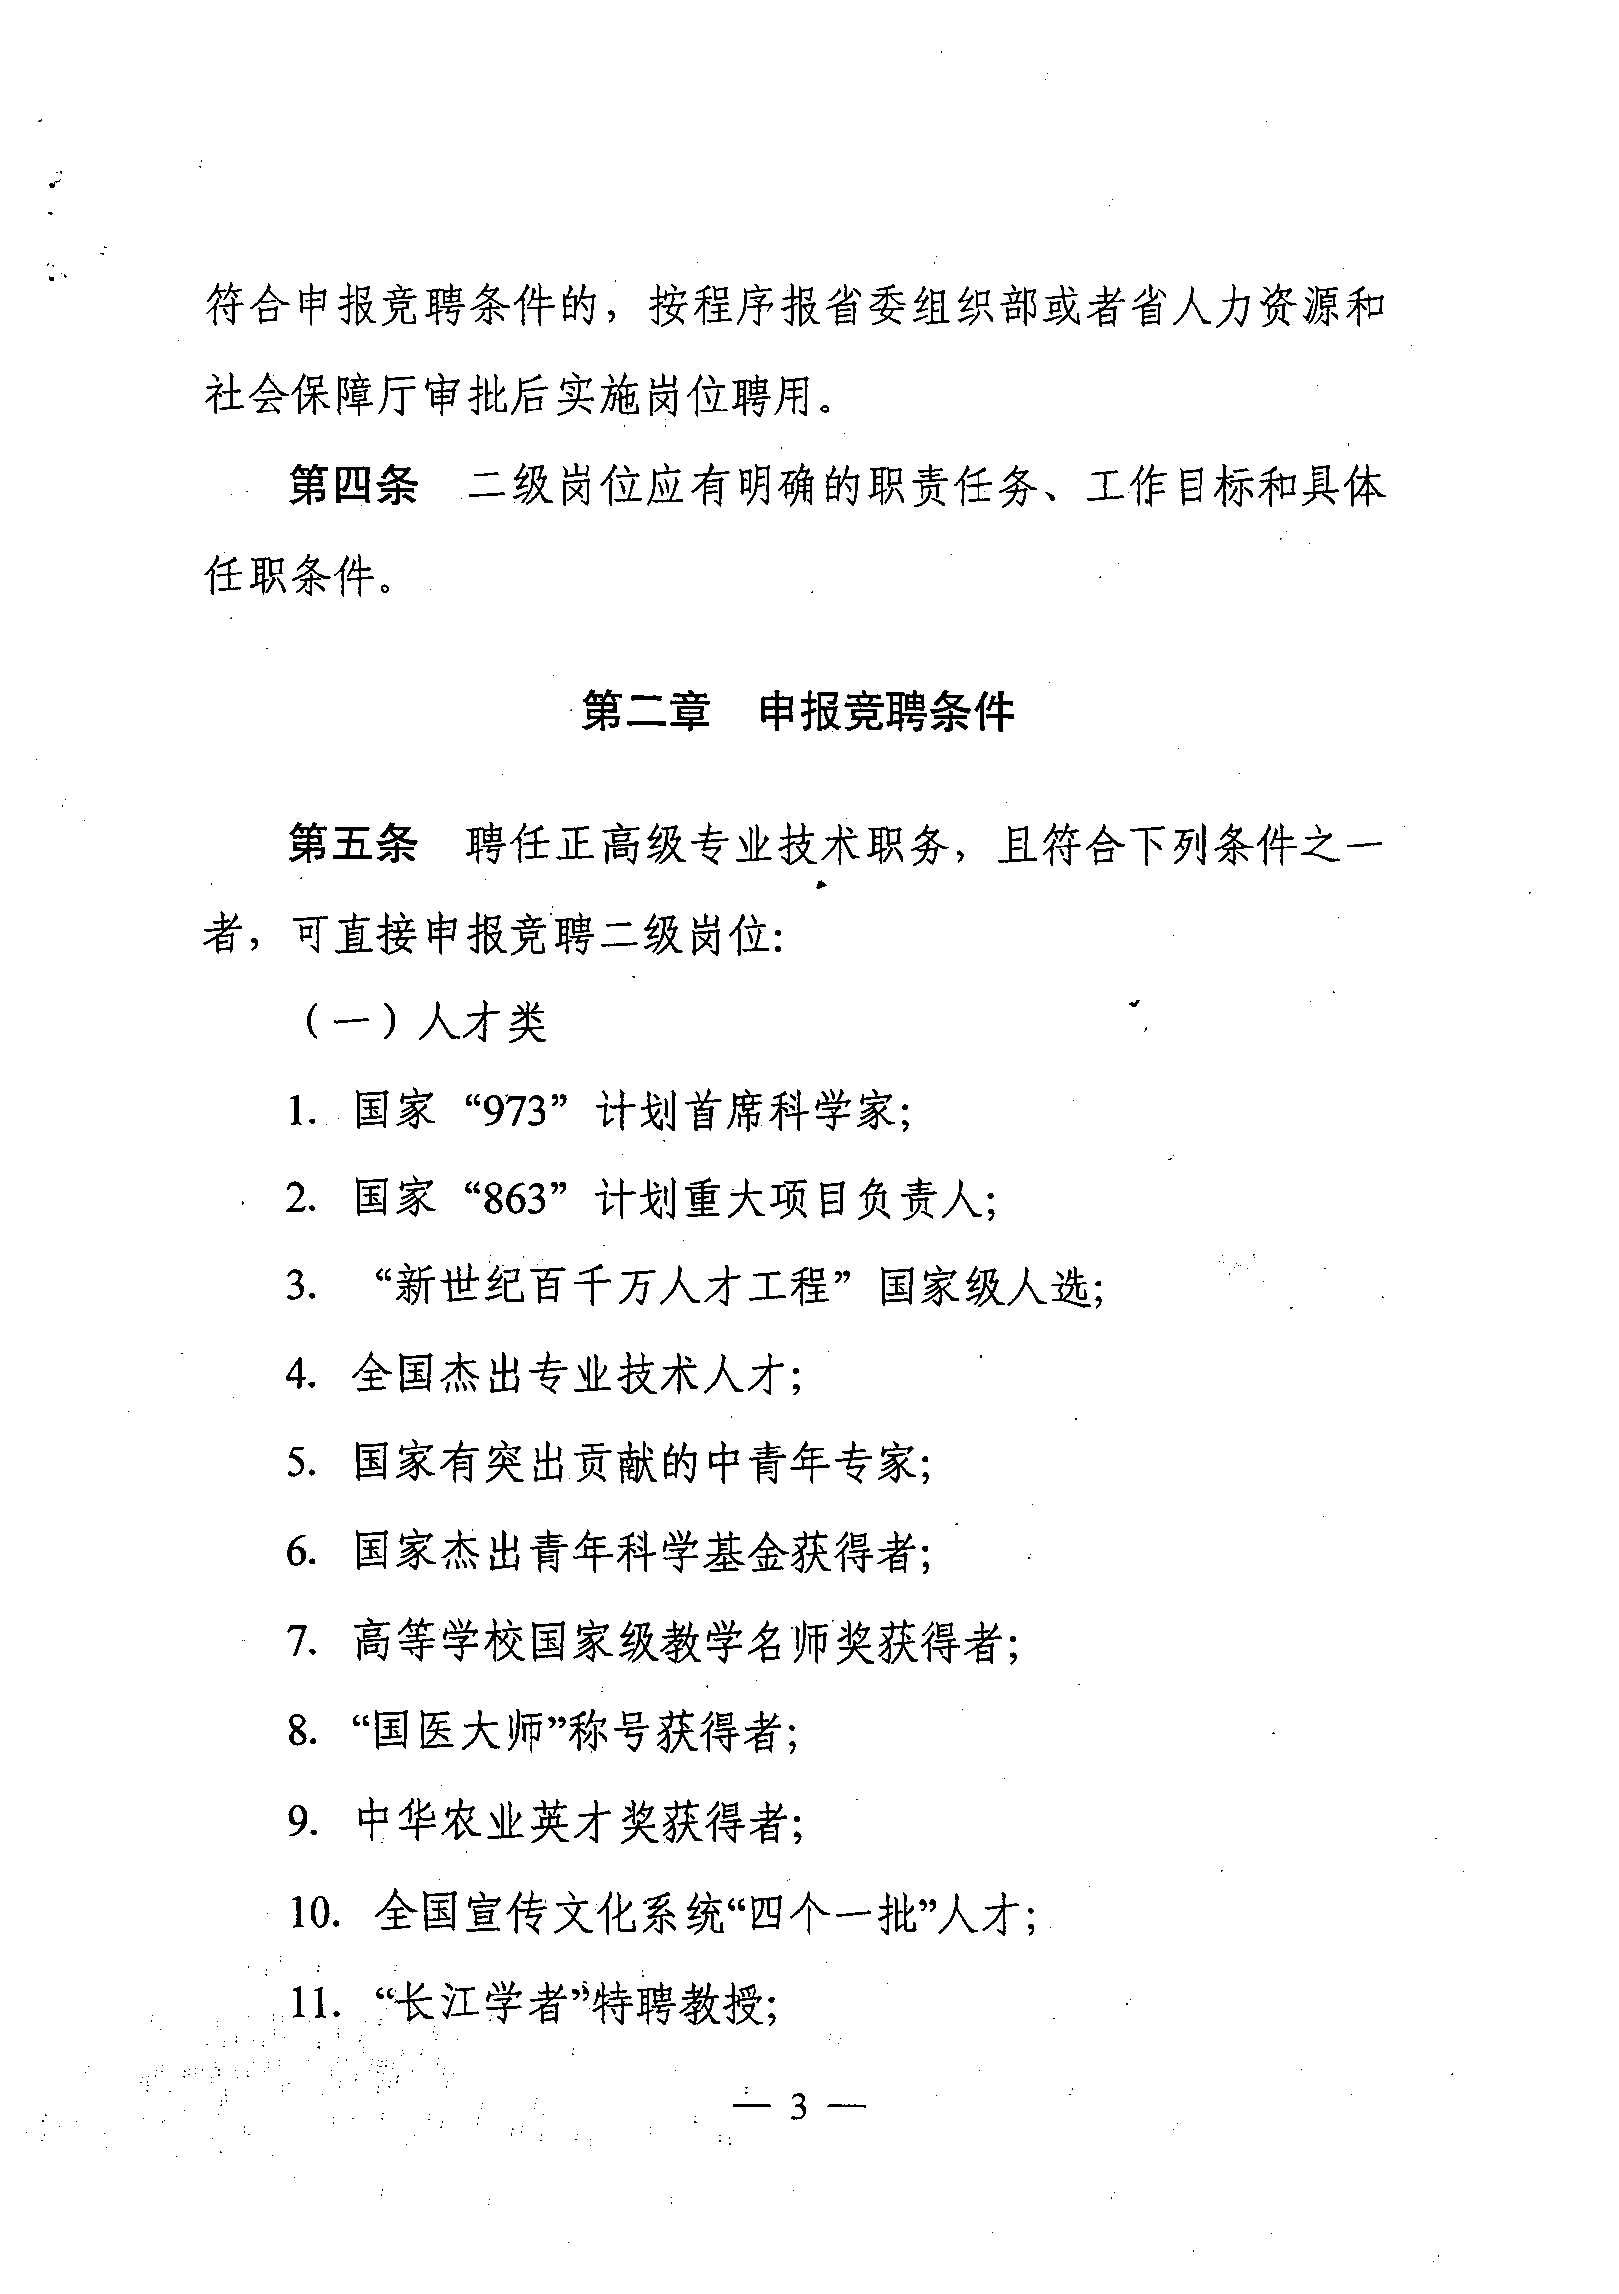 符合申报竞聘条件的，按程序报省委组织部或者省人力资源和
社会保障厅审批后实施岗位聘用。
第四条 二级岗位应有明确的职责任务、工作目标和具体
任职条件。
第二章 申报竞聘条件
第五条 聘任正高级专业技术职务，且符合下列条件之一
者，可直接申报竞聘二级岗位:
（一）人才类
1. 国家“973”计划首席科学家;
2. 国家“863”计划重大项目负责人;
3. “新世纪百千万人才工程”国家级人选;
4. 全国杰出专业技术人才;
5. 国家有突出贡献的中青年专家;
6. 国家杰出青年科学基金获得者;
7. 高等学校国家级教学名师奖获得者;
8. “国医大师”称号获得者;
9. 中华农业英才奖获得者;
10. 全国宣传文化系统“四个一批”人才;
11. “长江学者”特聘教授;
— 3 —